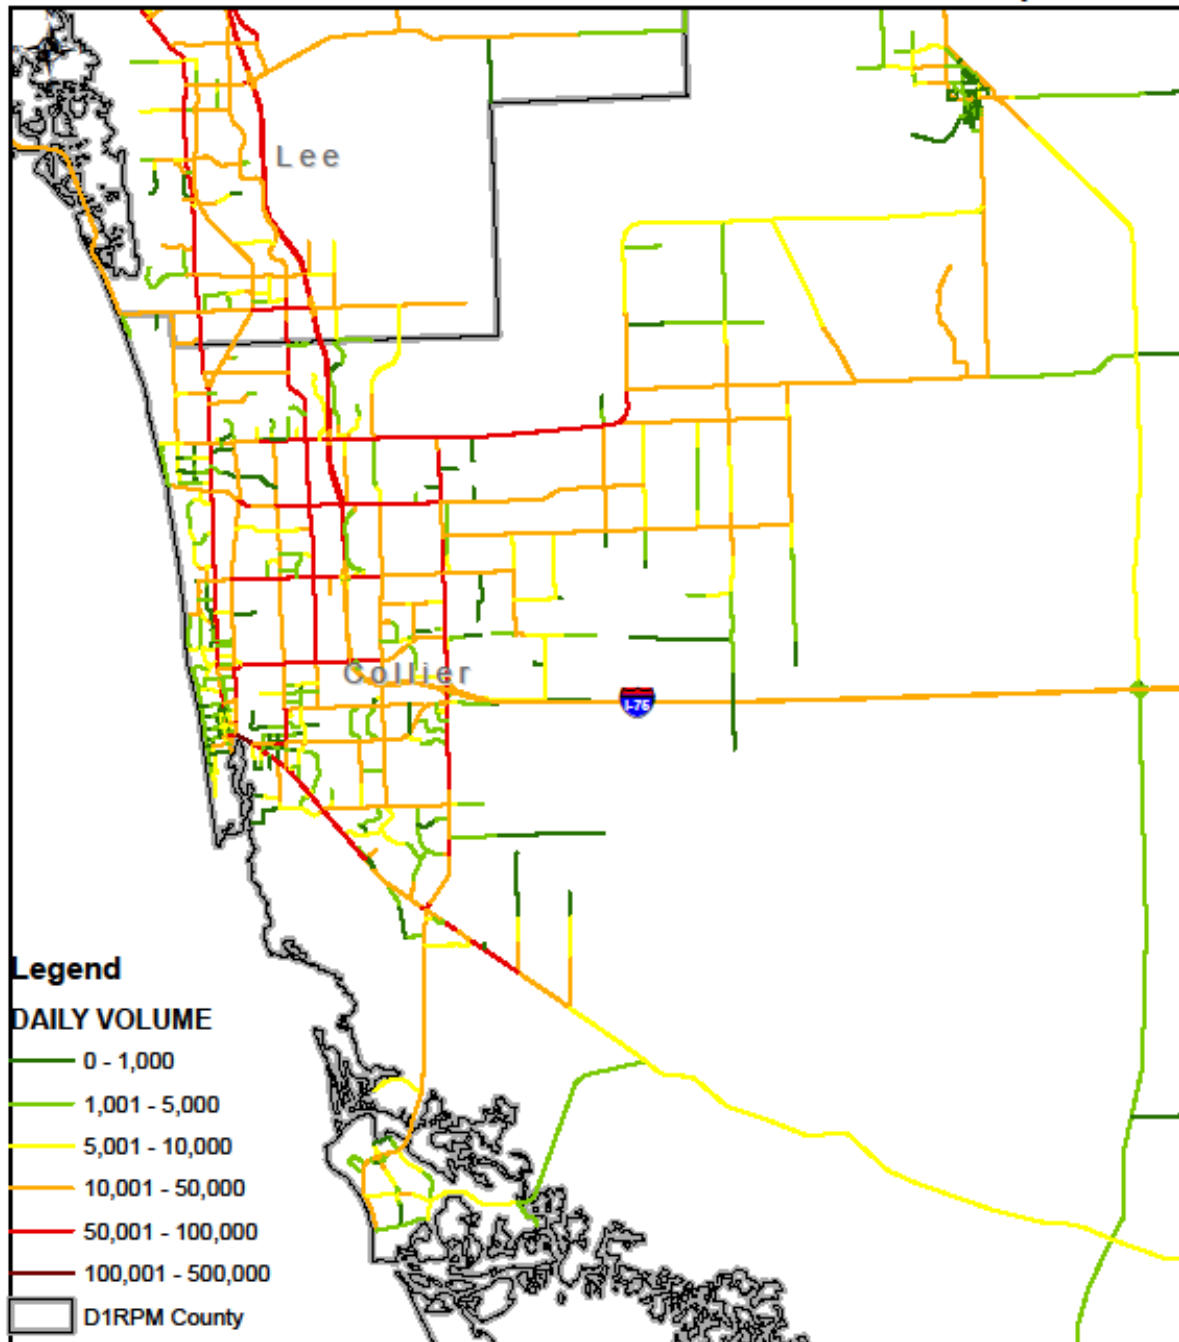 Lee
Collier
I-75
Legend
DAILY VOLUME
0 - 1,000
1,001 - 5,000
5,001 - 10,000
10,001 - 50,000
50,001 - 100,000
100,001 - 500,000
D1RPM County